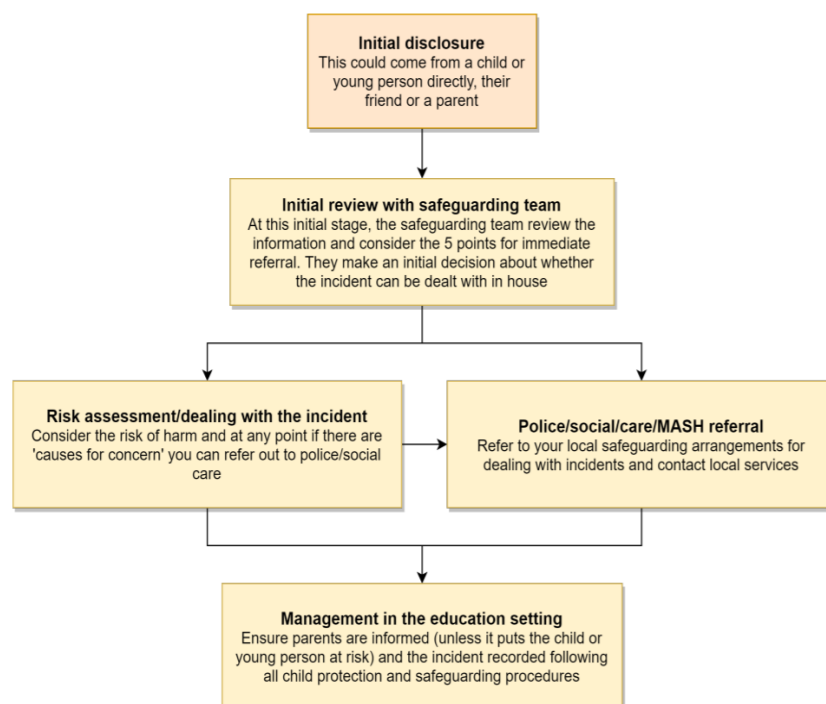 Initial disclosure
This could come from a child or
young person directly, their
friend or a parent
Initial review with safeguarding team
At this initial stage, the safeguarding team review the
information and consider the 5 points for immediate
referral. They make an initial decision about whether
the incident can be dealt with in house
Risk assessment/dealing with the incident
Consider the risk of harm and at any point if there are
'causes for concern' you can refer out to police/social
care
Police/social/care/MASH referral
Refer to your local safeguarding arrangements for
dealing with incidents and contact local services
Management in the education setting
Ensure parents are informed (unless it puts the child or
young person at risk) and the incident recorded following
all child protection and safeguarding procedures